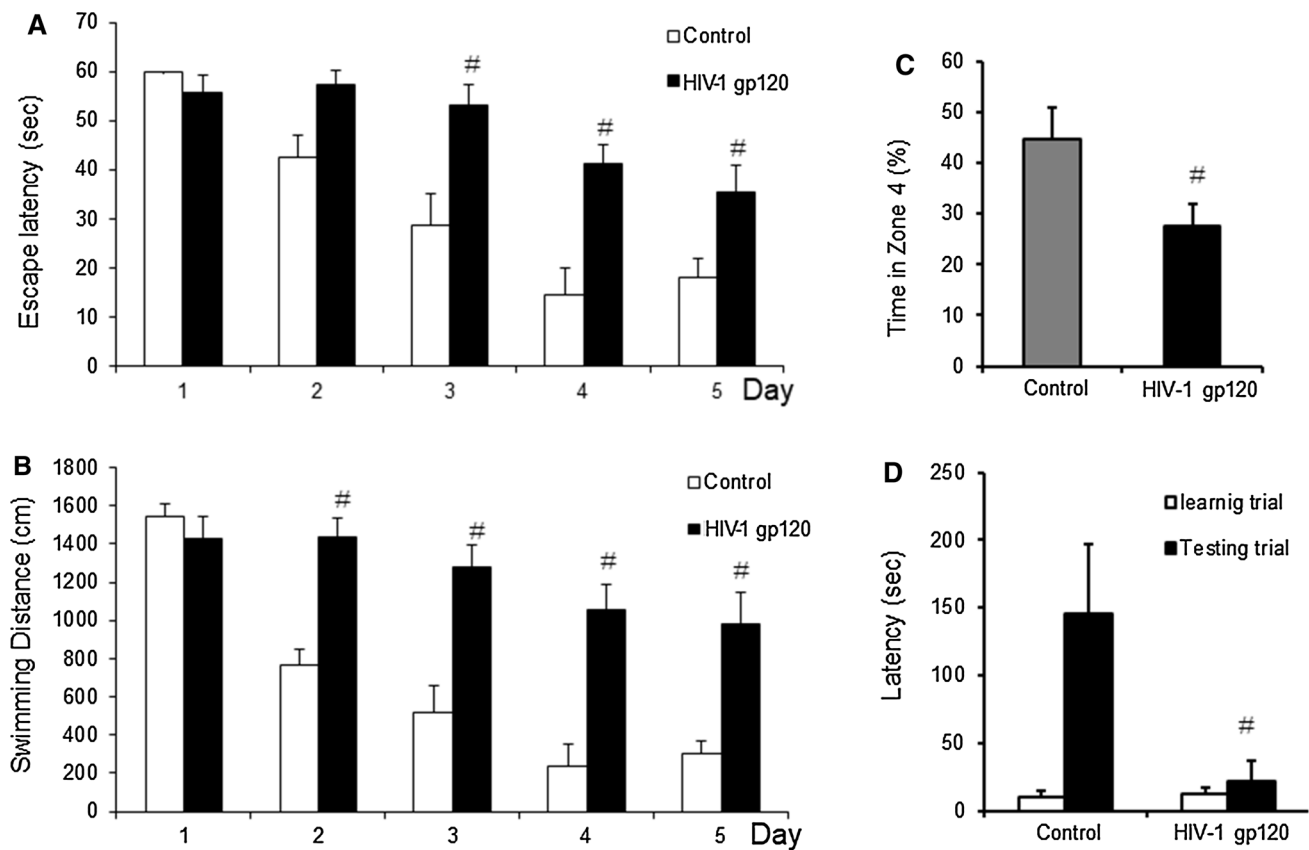 A
Escape latency (sec)
70
60
50
40
30
20
10
0
Control
HIV-1 gp120
#
#
#
1 2 3 4 5 Day
B
Swimming Distance (cm)
1800
1600
1400
1200
1000
800
600
400
200
0
Control
HIV-1 gp120
#
#
#
#
1 2 3 4 5 Day
C
Time in Zone 4 (%)
60
50
40
30
20
10
0
#
Control HIV-1 gp120
D
Latency (sec)
250
200
150
100
50
0
learnig trial
Testing trial
#
Control HIV-1 gp120